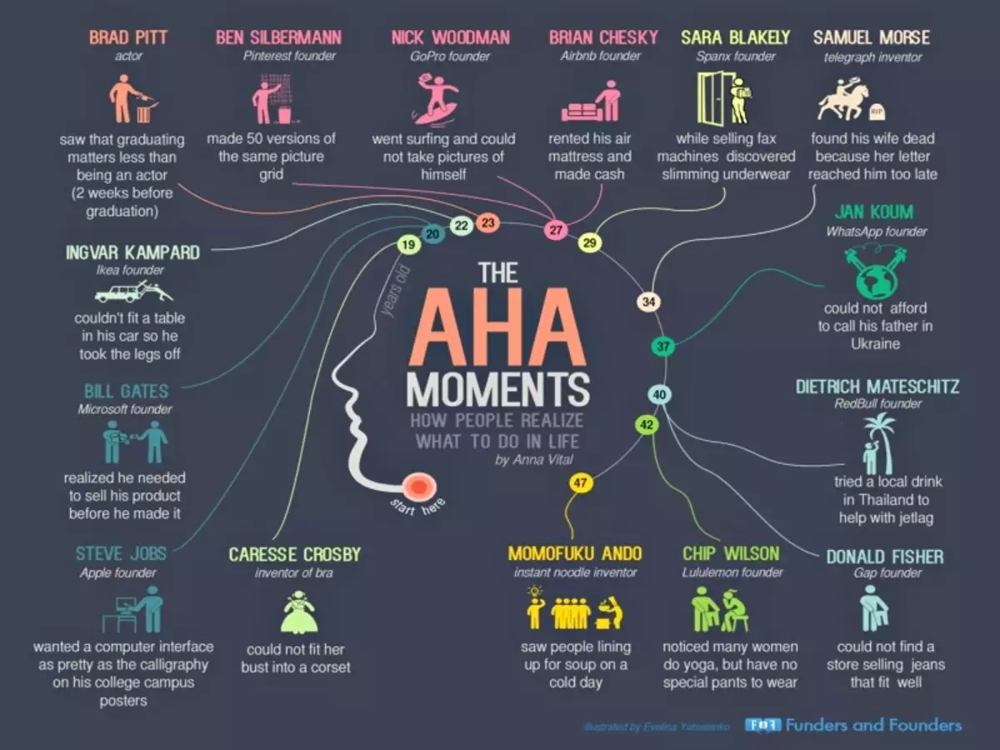 BRAD PITT
actor
saw that graduating
matters less than
being an actor
(2 weeks before
graduation)
BEN SILBERMANN
Pinterest founder
made 50 versions of
the same picture
grid
NICK WOODMAN
GoPro founder
went surfing and could
not take pictures of
himself
BRIAN CHESKY
Airbnb founder
rented his air
mattress and
made cash
SARA BLAKELY
Spanx founder
while selling fax
machines discovered
slimming underwear
SAMUEL MORSE
telegraph inventor
RIP
found his wife dead
because her letter
reached him too late
INGVAR KAMPARD
Ikea founder
couldn't fit a table
in his car so he
took the legs off
BILL GATES
Microsoft founder
realized he needed
to sell his product
before he made it
STEVE JOBS
Apple founder
wanted a computer interface
as pretty as the calligraphy
on his college campus
posters
CARESSE CROSBY
inventor of bra
could not fit her
bust into a corset
19
20
22
23
27
29
34
37
40
42
47
years old
THE
AHA
MOMENTS
HOW PEOPLE REALIZE
WHAT TO DO IN LIFE
by Anna Vital
start here
JAN KOUM
WhatsApp founder
could not afford
to call his father in
Ukraine
DIETRICH MATESCHITZ
RedBull founder
tried a local drink
in Thailand to
help with jetlag
MOMOFUKU ANDO
instant noodle inventor
saw people lining
up for soup on a
cold day
CHIP WILSON
Lululemon founder
noticed many women
do yoga, but have no
special pants to wear
DONALD FISHER
Gap founder
could not find a
store selling jeans
that fit well
illustrated by Evelina
Funders and Founders